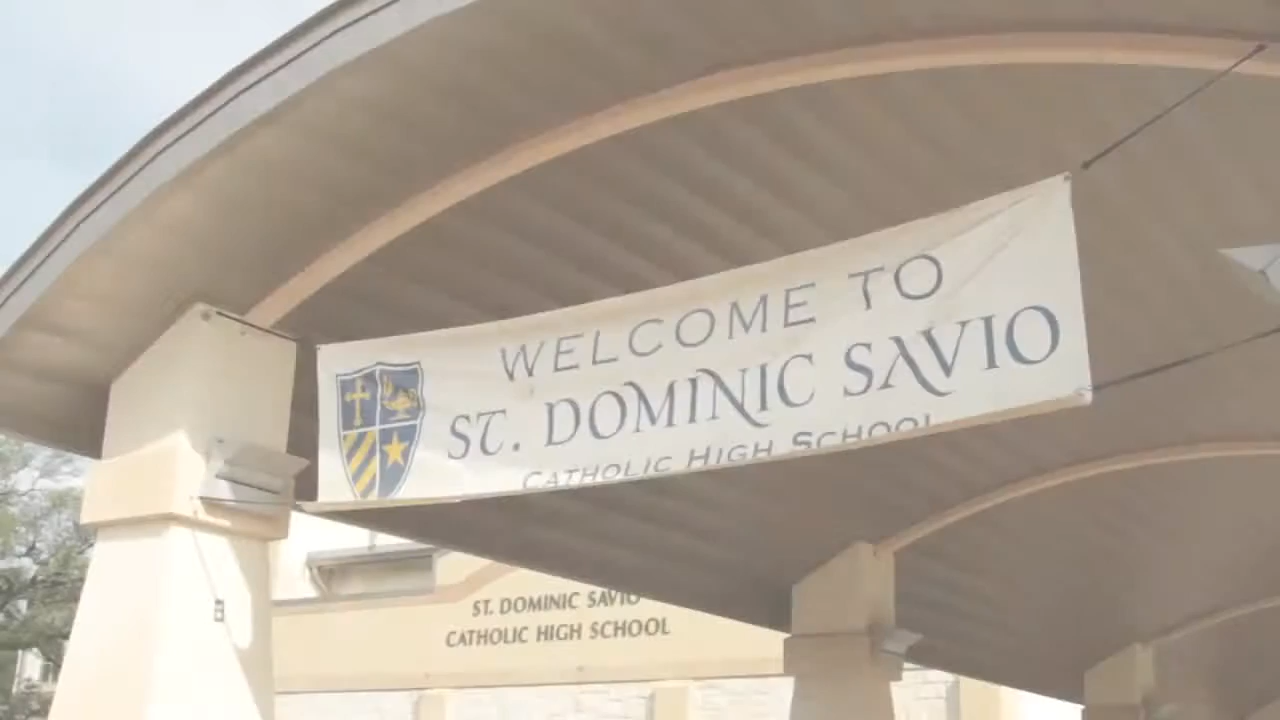 WELCOME TO
ST. DOMINIC SAVIO
CATHOLIC HIGH SCHOOL
ST. DOMINIC SAVIO
CATHOLIC HIGH SCHOOL